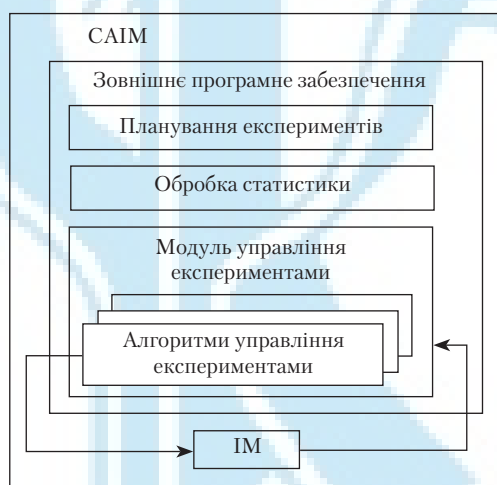 САІМ
Зовнішнє програмне забезпечення
Планування експериментів
Обробка статистики
Модуль управління
експериментами
Алгоритми управління
експериментами
ІМ